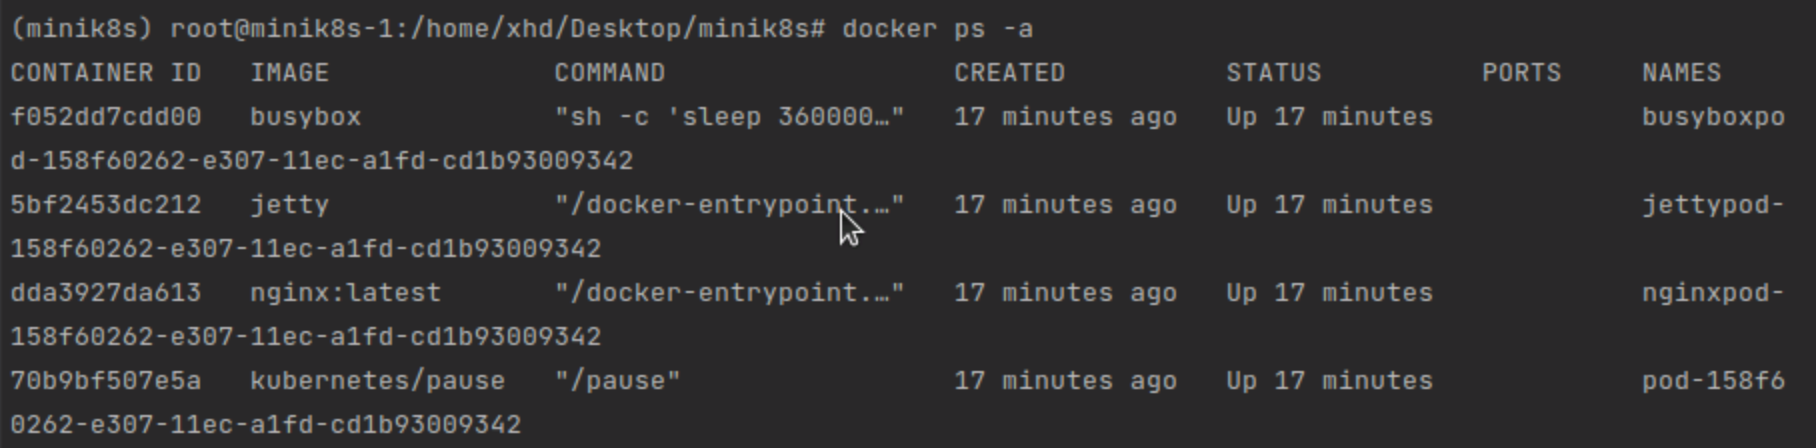 (minik8s) root@minik8s-1:/home/xhd/Desktop/minik8s# docker ps -a
CONTAINER ID   IMAGE              COMMAND                  CREATED          STATUS          PORTS     NAMES
f052dd7cdd00   busybox            "sh -c 'sleep 360000…"   17 minutes ago   Up 17 minutes             busyboxpo
d-158f60262-e307-11ec-a1fd-cd1b93009342
5bf2453dc212   jetty              "/docker-entrypoint.…"   17 minutes ago   Up 17 minutes             jettypod-
158f60262-e307-11ec-a1fd-cd1b93009342
dda3927da613   nginx:latest       "/docker-entrypoint.…"   17 minutes ago   Up 17 minutes             nginxpod-
158f60262-e307-11ec-a1fd-cd1b93009342
70b9bf507e5a   kubernetes/pause   "/pause"                 17 minutes ago   Up 17 minutes             pod-158f6
0262-e307-11ec-a1fd-cd1b93009342